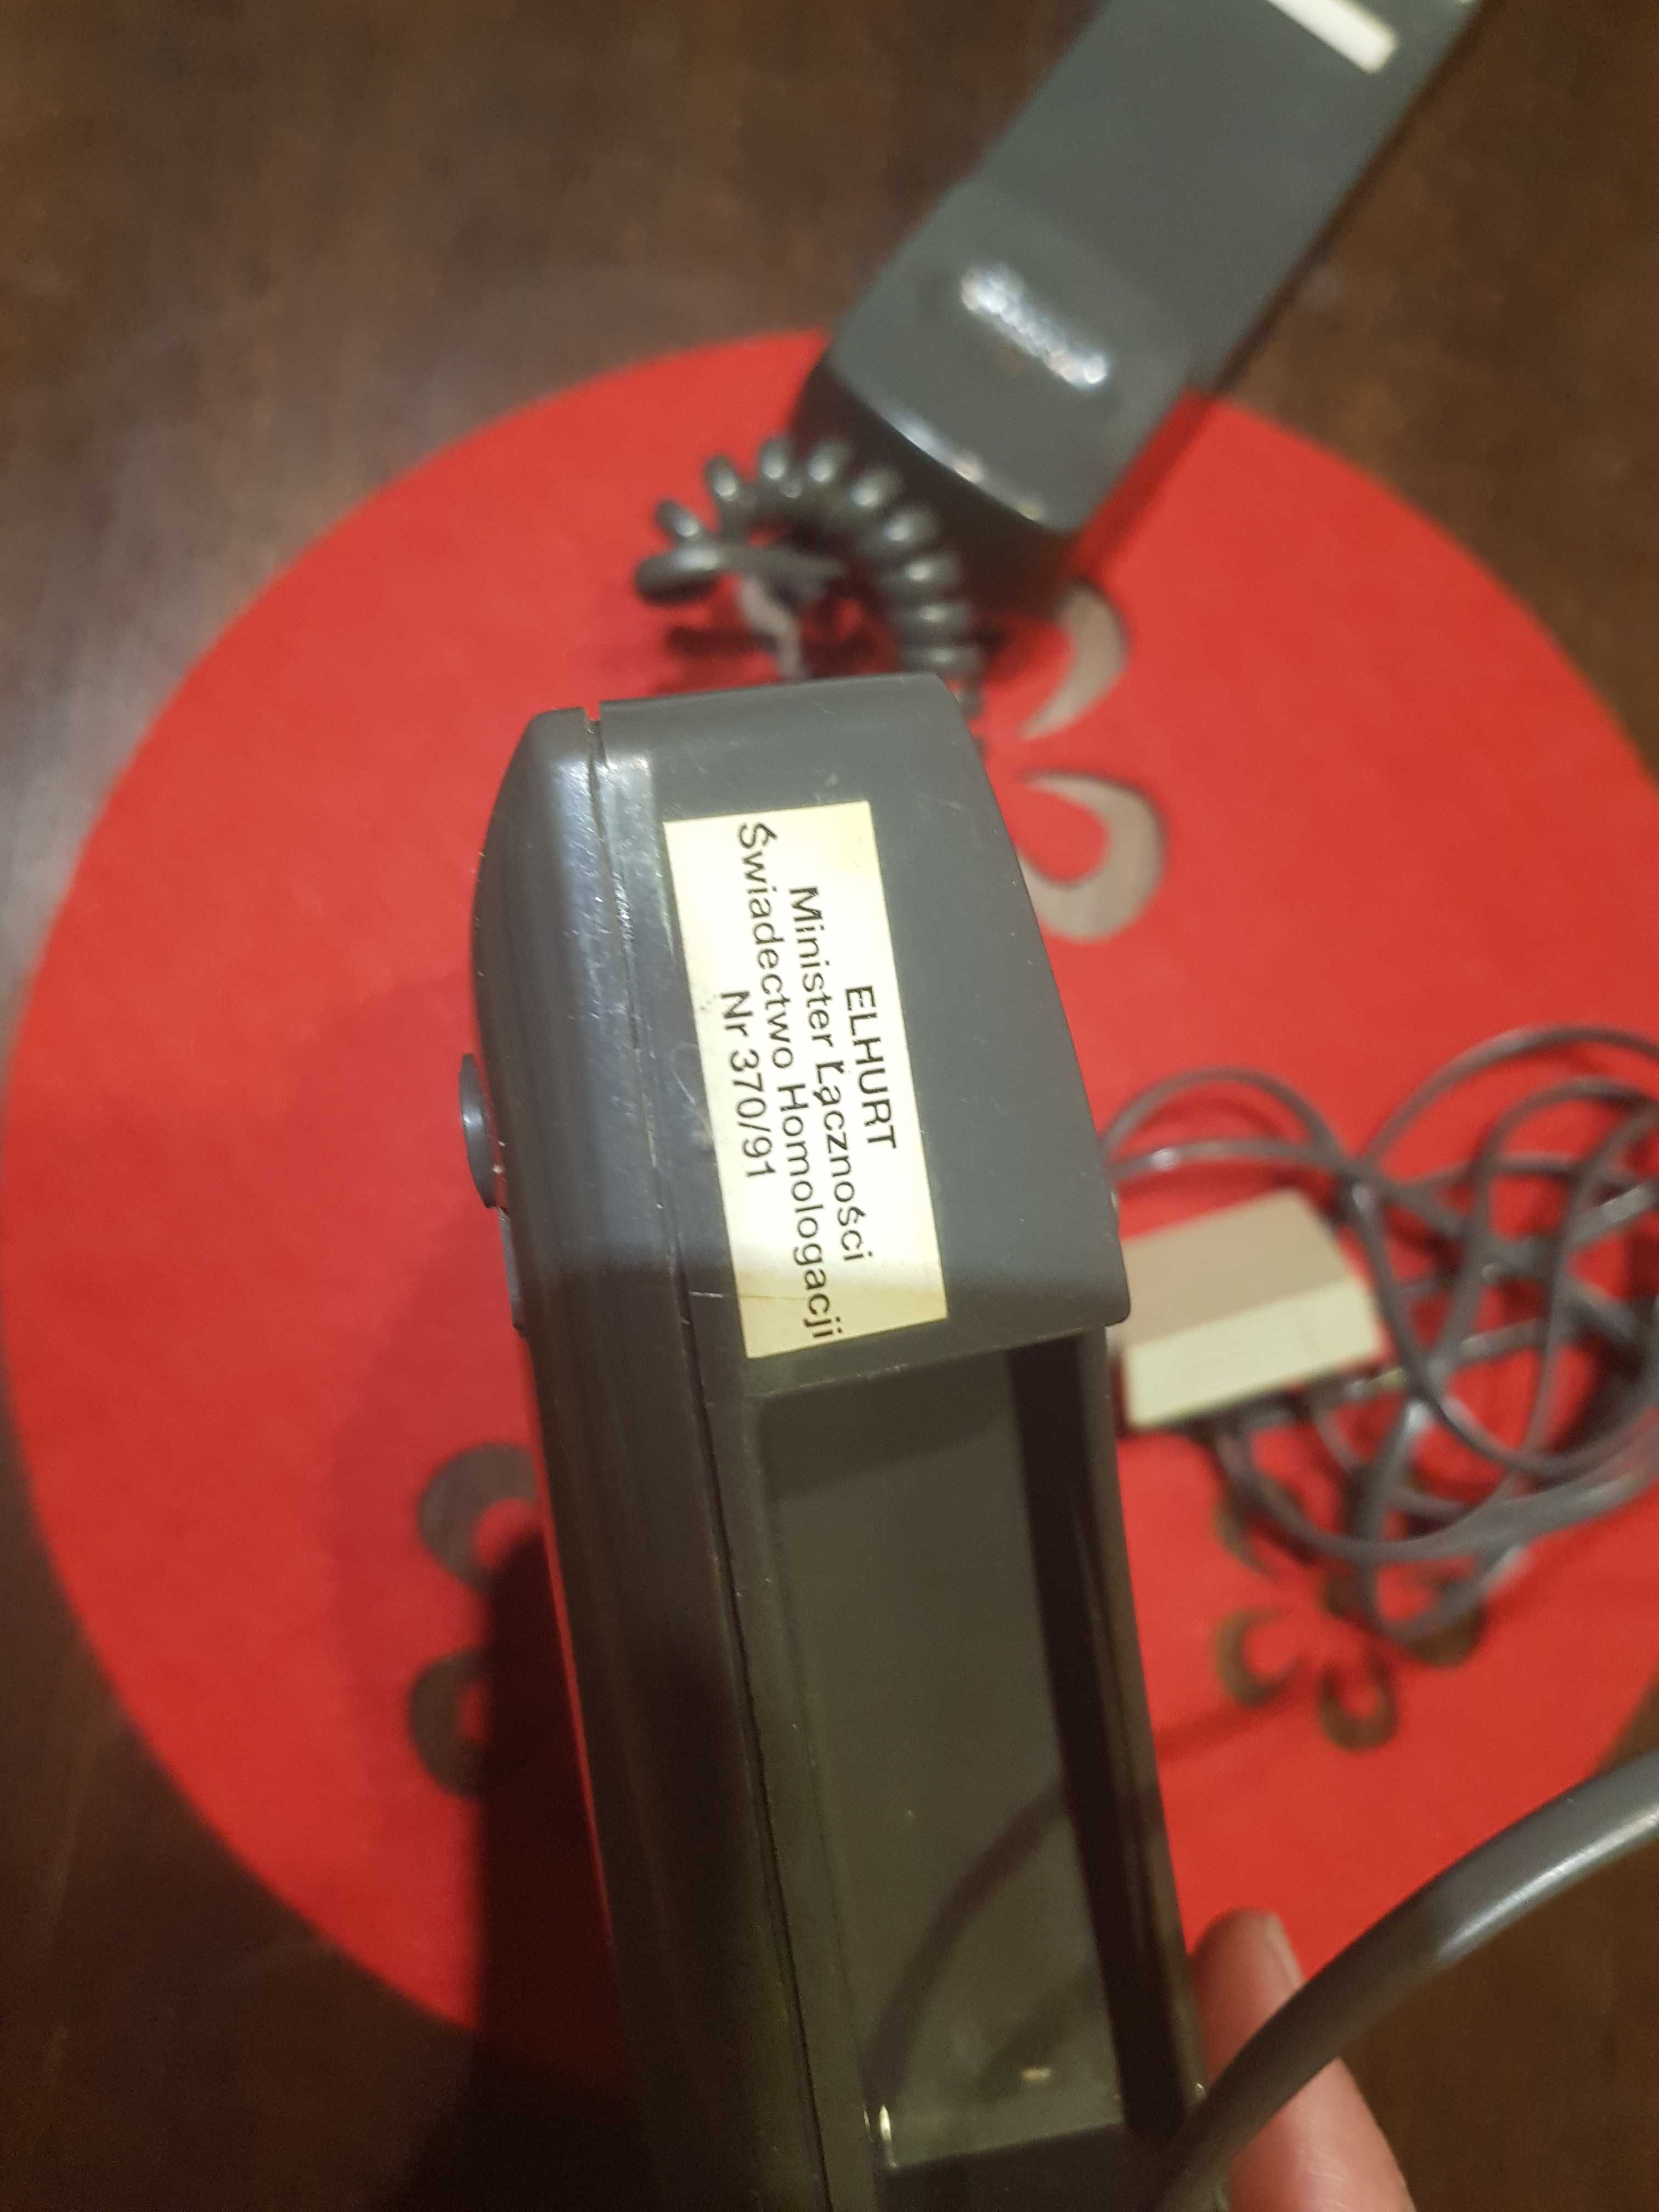 ELHURT
Minister Łączności
Świadectwo Homologacji
Nr 370/91